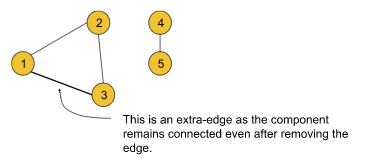 2
4
1
5
3
This is an extra-edge as the component
remains connected even after removing the
edge.